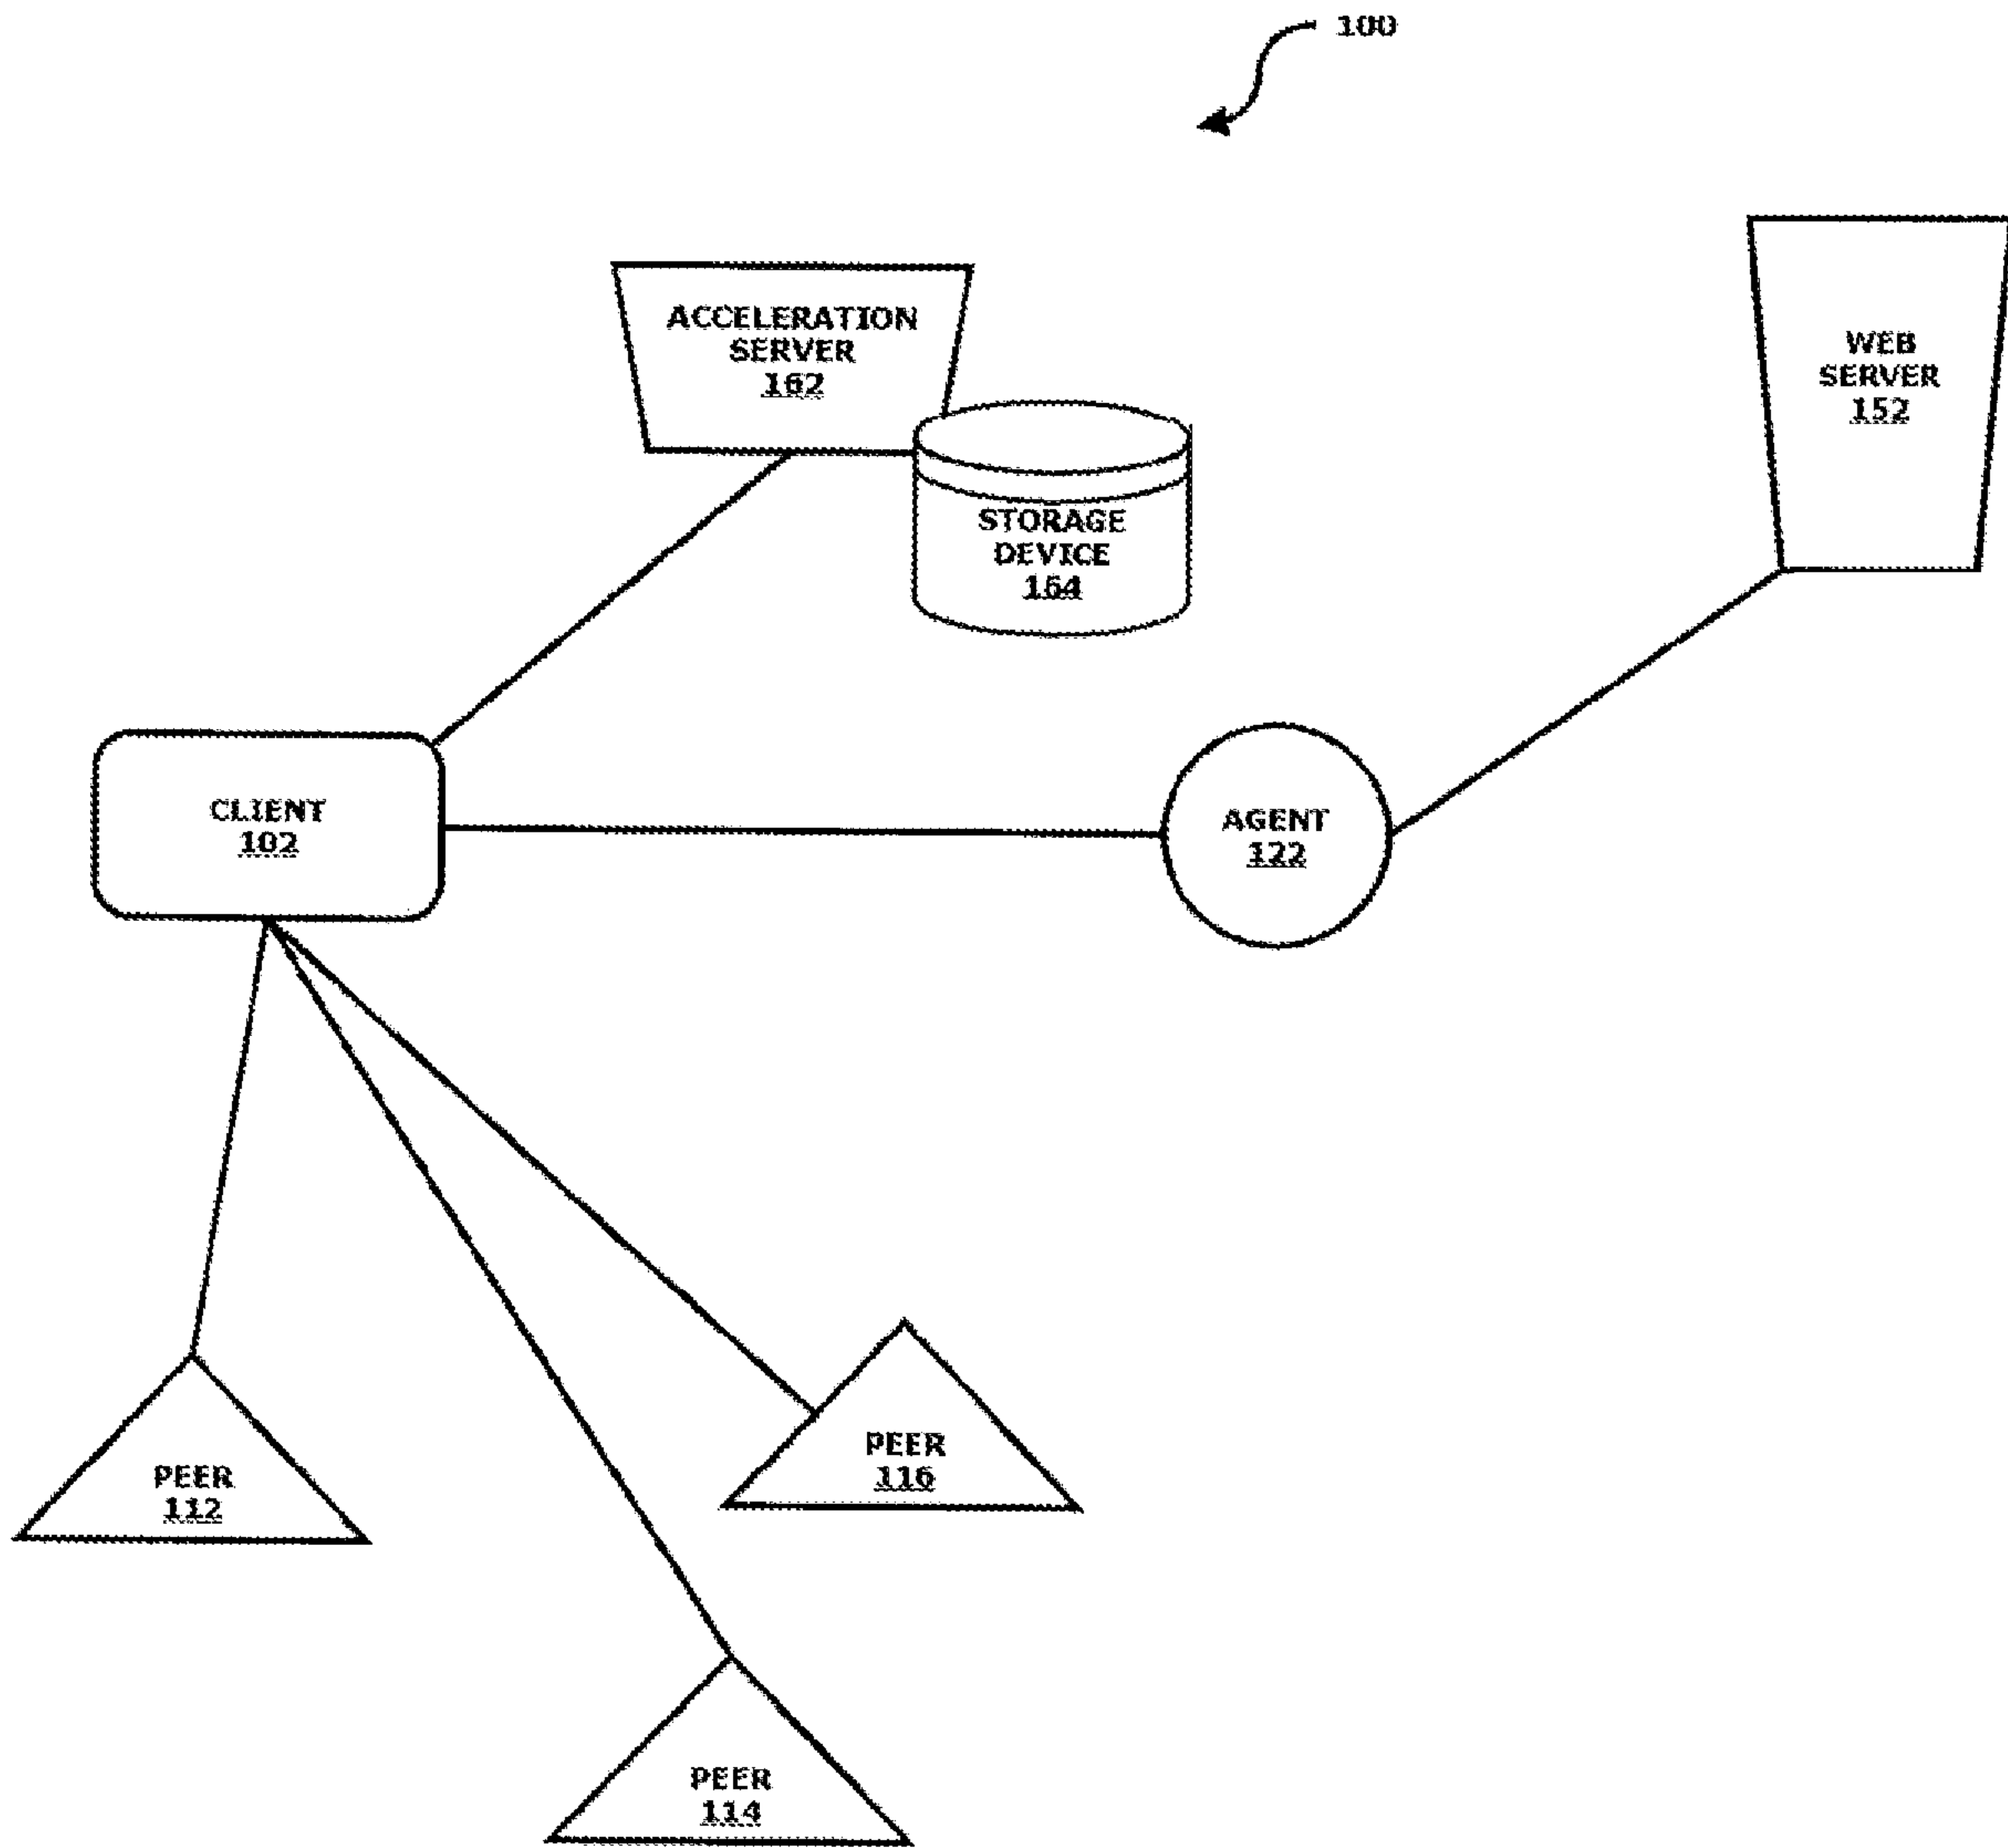 100
ACCELERATION
SERVER
162
WEB
SERVER
152
STORAGE
DEVICE
164
CLIENT
102
AGENT
122
PEER
116
PEER
112
PEER
114